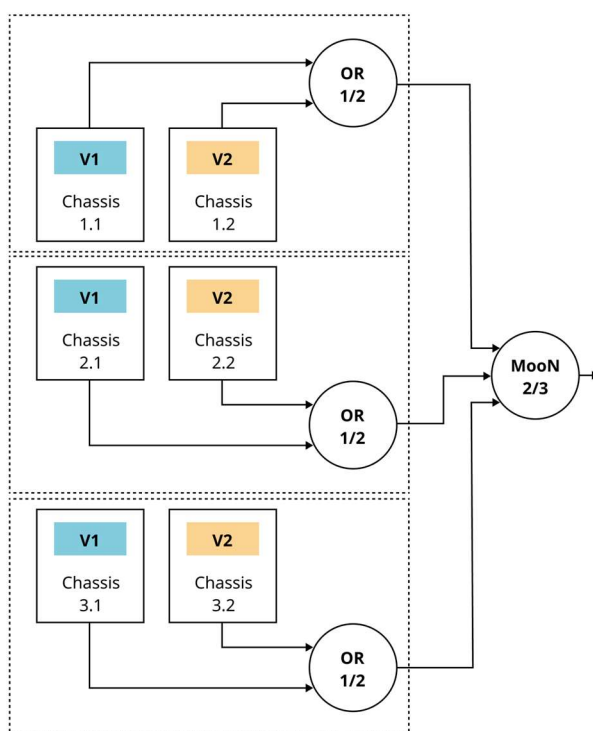 OR
1/2
V1
V2
Chassis
1.1
Chassis
1.2
V1
V2
Chassis
2.1
Chassis
2.2
MooN
2/3
OR
1/2
V1
V2
Chassis
3.1
Chassis
3.2
OR
1/2